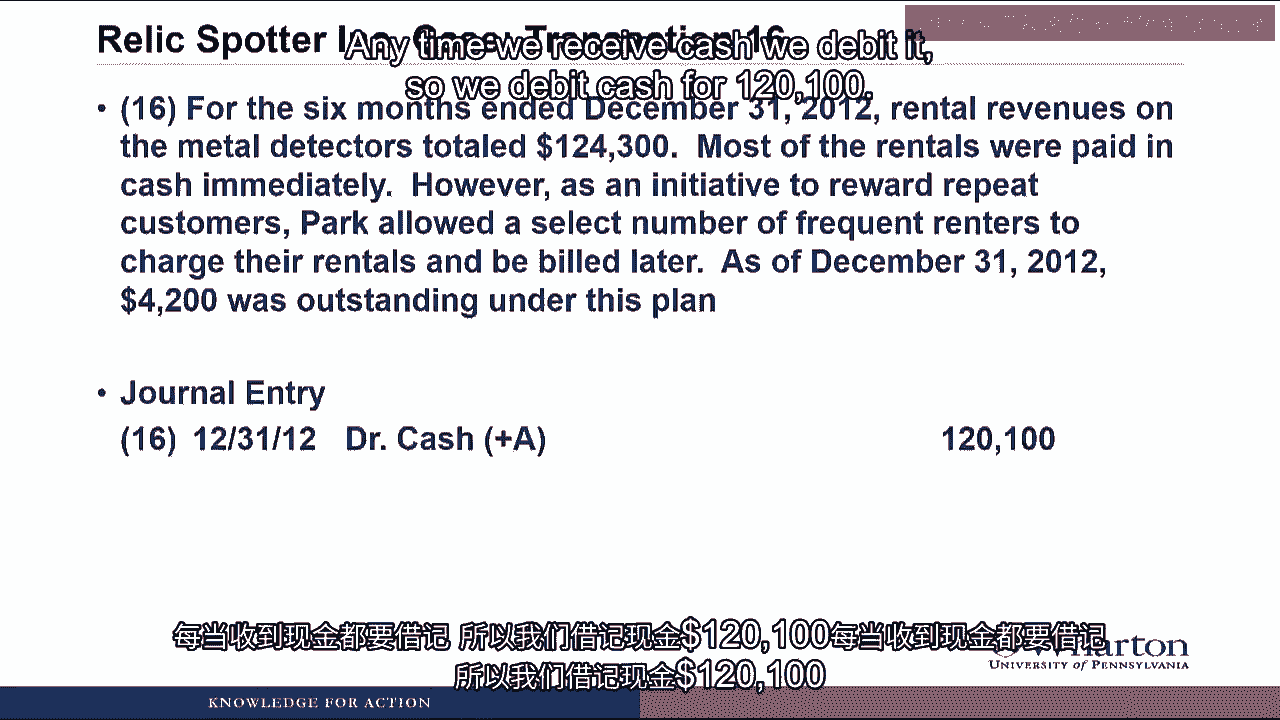 Relic Spotter Inc. Case: Transaction 16
Any time we receive cash we debit it,
so we debit cash for 120,100.
• (16) For the six months ended December 31, 2012, rental revenues on
the metal detectors totaled $124,300. Most of the rentals were paid in
cash immediately. However, as an initiative to reward repeat
customers, Park allowed a select number of frequent renters to
charge their rentals and be billed later. As of December 31, 2012,
$4,200 was outstanding under this plan
• Journal Entry
(16) 12/31/12 Dr. Cash (+A) 120,100
每当收到现金都要借记 所以我们借记现金$120,100每当收到现金都要借记
所以我们借记现金$120,100
Wharton
UNIVERSITY of PENNSYLVANIA
KNOWLEDGE FOR ACTION